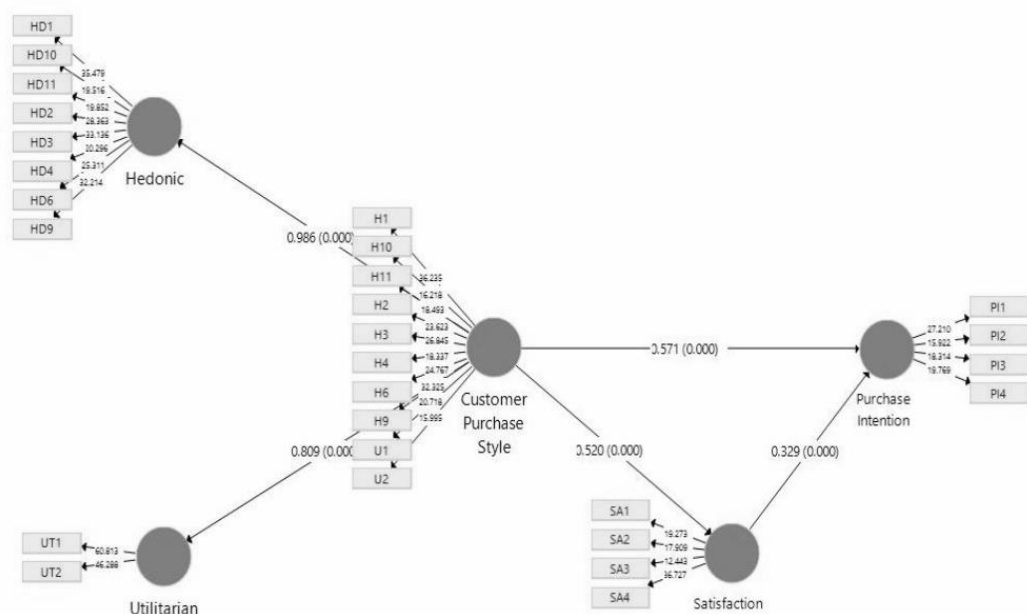 HD1
HD10
HD11
HD2
HD3
HD4
HD6
HD9
35.479
19.516
19.852
28.363
33.136
20.296
25.311
32.214
Hedonic
0.986 (0.000)
H1
H10
H11
H2
H3
H4
H6
H9
U1
U2
36.235
16.218
18.493
23.623
26.845
18.337
24.767
32.325
20.718
15.995
Customer
Purchase
Style
0.571 (0.000)
PI1
PI2
PI3
PI4
27.210
15.922
18.314
19.769
Purchase
Intention
0.809 (0.000)
0.520 (0.000)
0.329 (0.000)
UT1
UT2
60.813
46.288
Utilitarian
SA1
SA2
SA3
SA4
19.273
17.909
12.443
36.727
Satisfaction